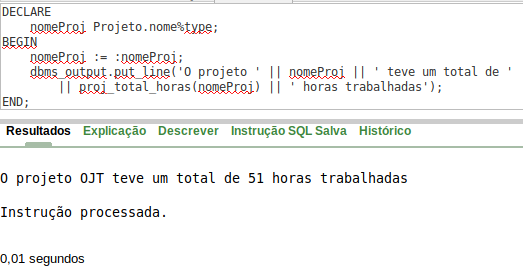 DECLARE
nomeProj Projeto.nome%type;
BEGIN
nomeProj := :nomeProj;
dbms_output.put_line('O projeto ' || nomeProj || ' teve um total de '
|| proj_total_horas(nomeProj) || ' horas trabalhadas');
END;
Resultados Explicação Descrever Instrução SQL Salva Histórico
O projeto OJT teve um total de 51 horas trabalhadas
Instrução processada.
0,01 segundos